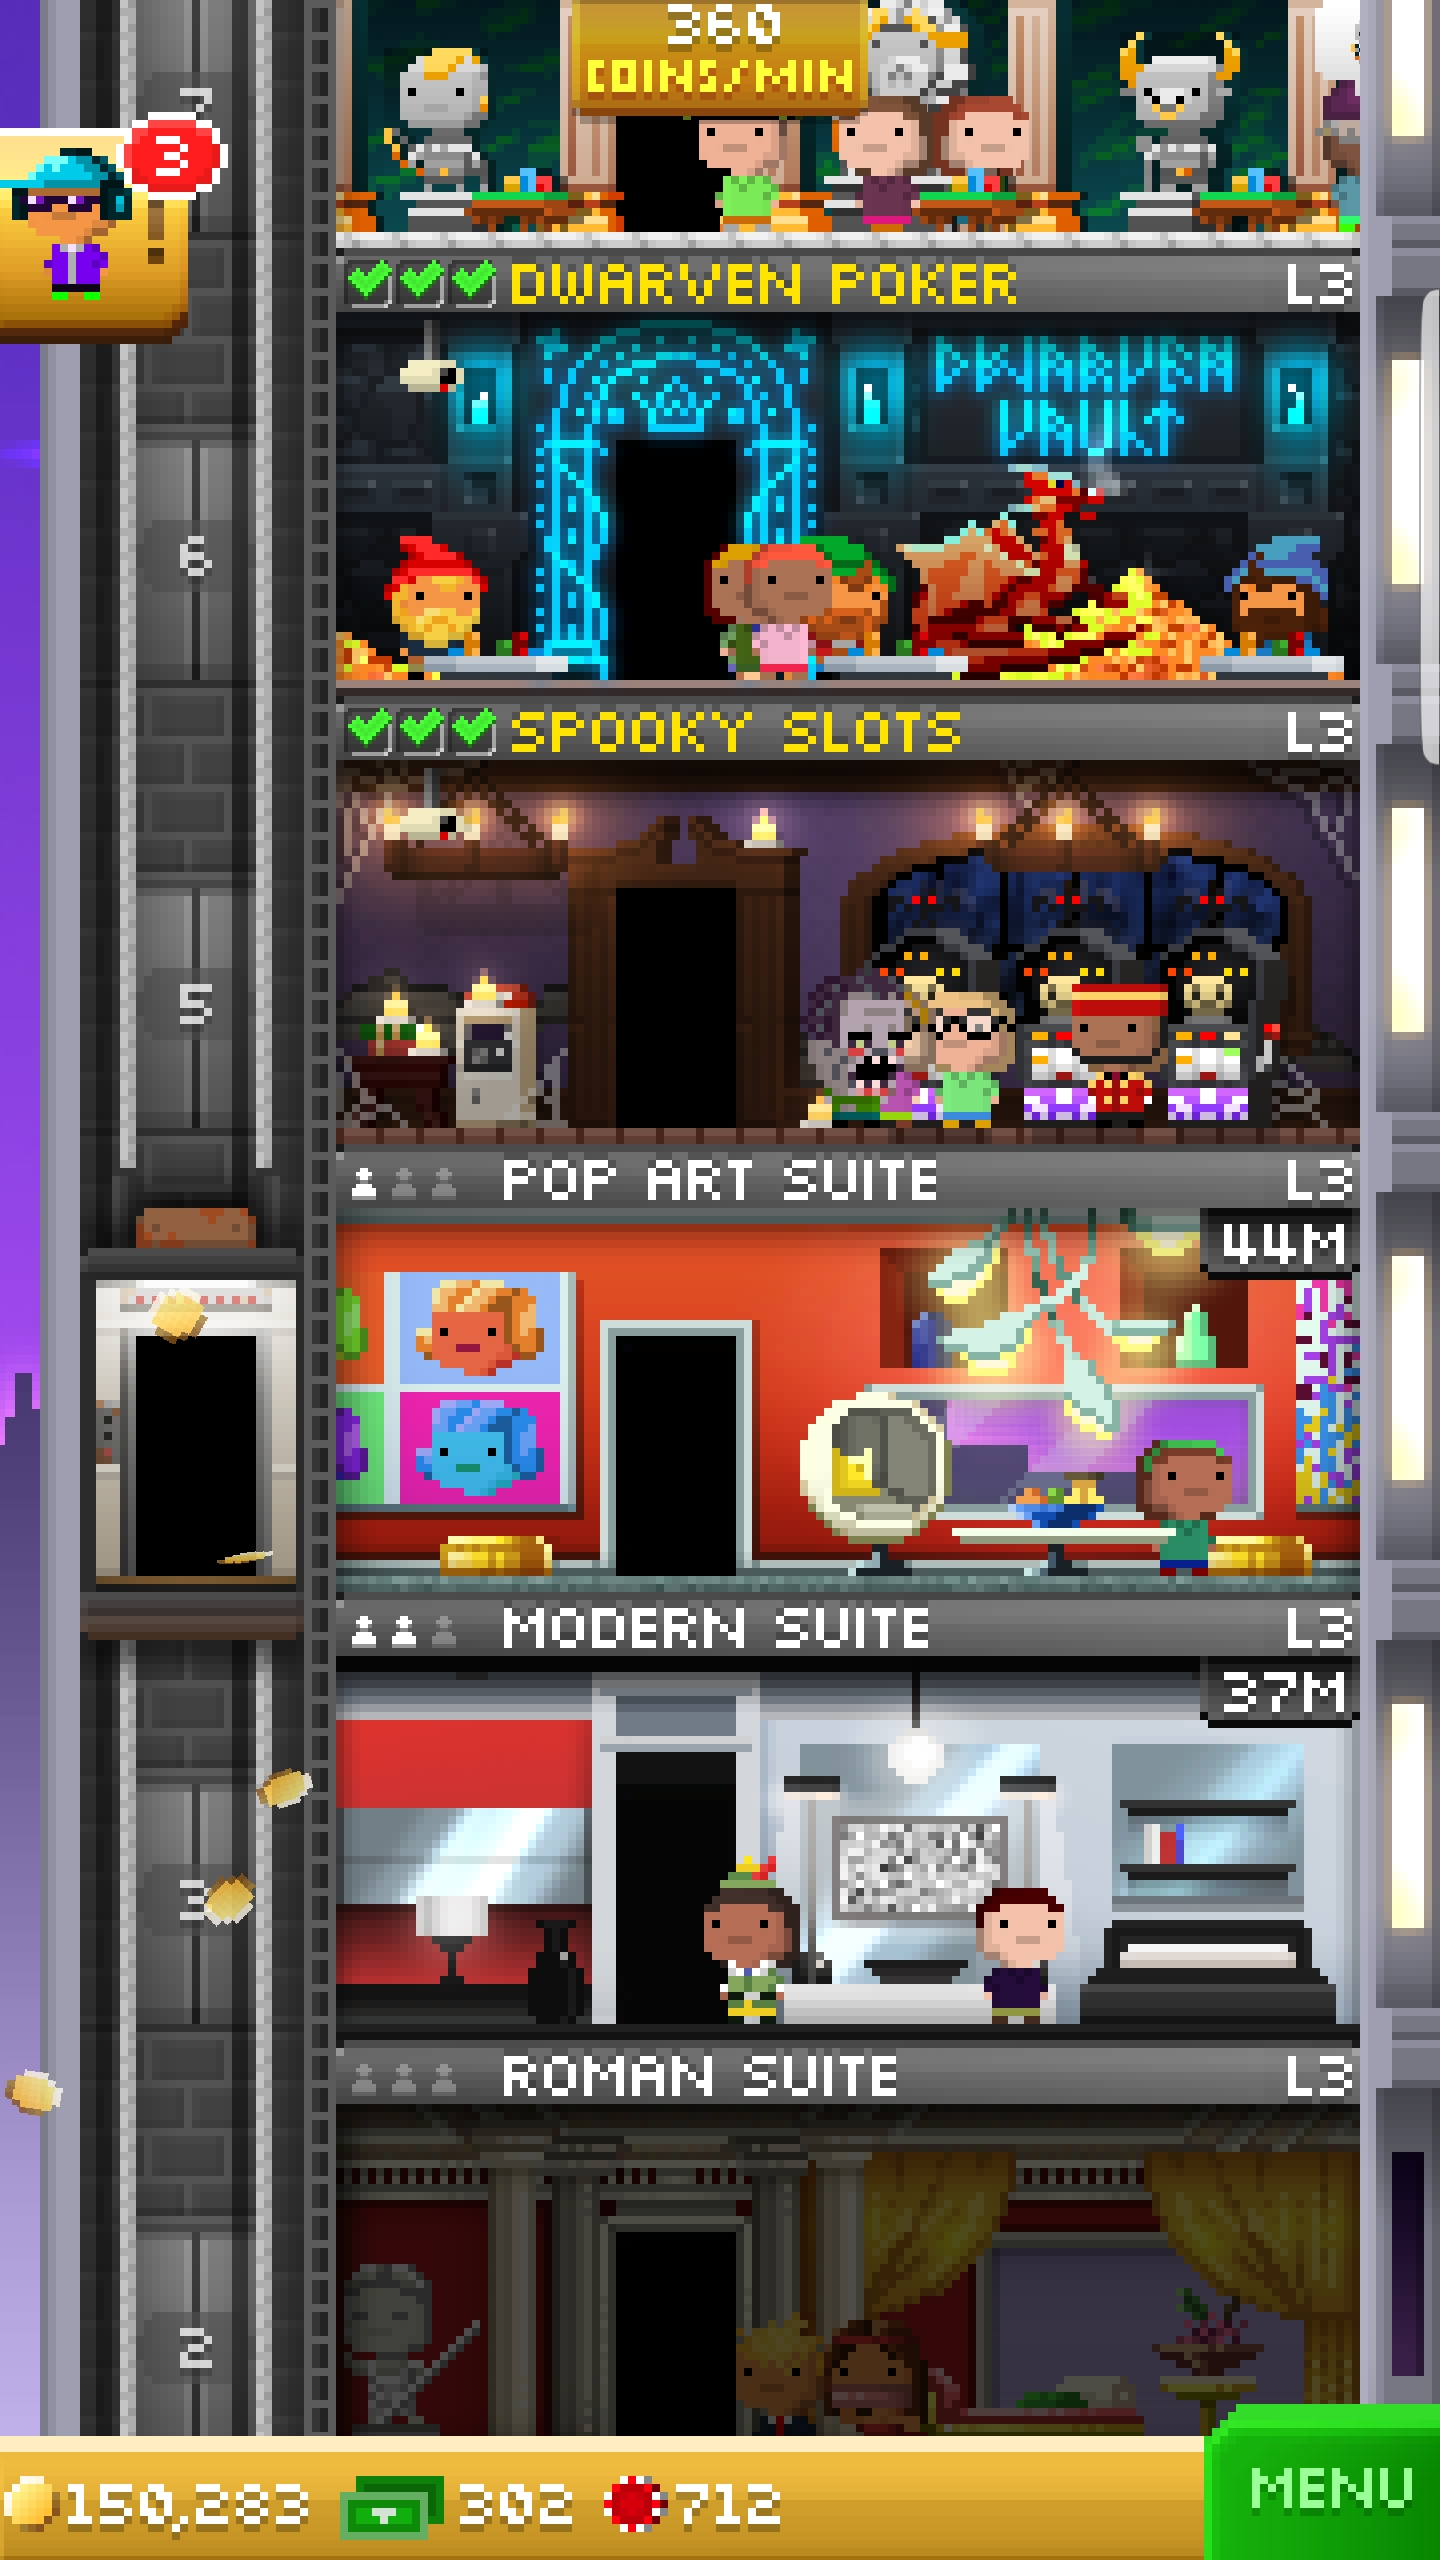 360
COINS/MIN
7
3
!
DWARVEN POKER L3
DWARVEN
VAULT
6
SPOOKY SLOTS L3
5
POP ART SUITE L3
44M
MODERN SUITE L3
37M
3
ROMAN SUITE L3
2
150,283 302 712
MENU